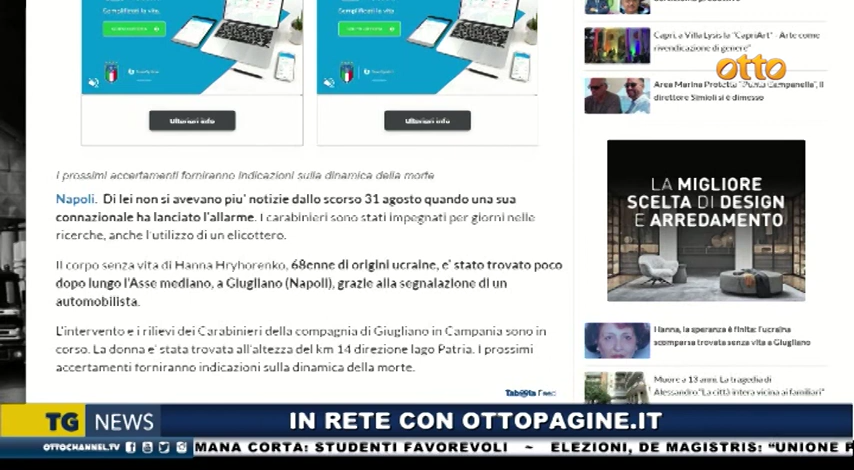 Semplificati la vita.
Semplificati la vita.
Ulteriori info
Ulteriori info
I prossimi accertamenti forniranno indicazioni sulla dinamica della morte
Napoli. Di lei non si avevano piu' notizie dallo scorso 31 agosto quando una sua
connazionale ha lanciato l'allarme. I carabinieri sono stati impegnati per giorni nelle
ricerche, anche l'utilizzo di un elicottero.
Il corpo senza vita di Hanna Hryhorenko, 68enne di origini ucraine, e' stato trovato poco
dopo lungo l'Asse mediano, a Giugliano (Napoli), grazie alla segnalazione di un
automobilista.
L'intervento e i rilievi dei Carabinieri della compagnia di Giugliano in Campania sono in
corso. La donna e' stata trovata all'altezza del km 14 direzione lago Patria. I prossimi
accertamenti forniranno indicazioni sulla dinamica della morte.
Taboola Feed
Capri, a Villa Lysis la "CapriArt" - Arte come
rivendicazione di genere"
otto
Area Marina Protetta "Punta Campanella", il
direttore Simioli si è dimesso
LA MIGLIORE
SCELTA DI DESIGN
E ARREDAMENTO
Hanna, la speranza è finita: l'ucraina
scomparsa trovata senza vita a Giugliano
Muore a 13 anni. La tragedia di
Alessandro "La città intera vicina ai familiari"
TG NEWS
IN RETE CON OTTOPAGINE.IT
OTTOCHANNEL.TV
MANA CORTA: STUDENTI FAVOREVOLI ~ ELEZIONI, DE MAGISTRIS: "UNIONE P